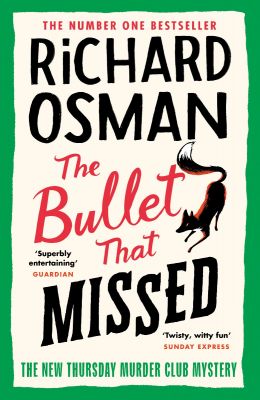 THE NUMBER ONE BESTSELLER
RiCHARD
OSMAN
The
Bullet
That
MISSED
'Superbly
entertaining'
GUARDIAN
'Twisty, witty fun'
SUNDAY EXPRESS
THE NEW THURSDAY MURDER CLUB MYSTERY